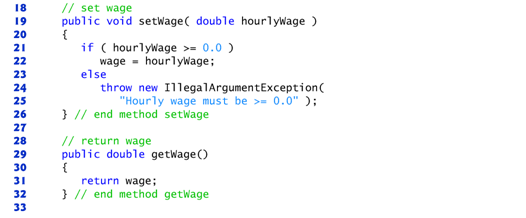 18 // set wage
19 public void setWage( double hourlyWage )
20 {
21 if ( hourlyWage >= 0.0 )
22 wage = hourlyWage;
23 else
24 throw new IllegalArgumentException(
25 "Hourly wage must be >= 0.0" );
26 } // end method setWage
27
28 // return wage
29 public double getWage()
30 {
31 return wage;
32 } // end method getWage
33